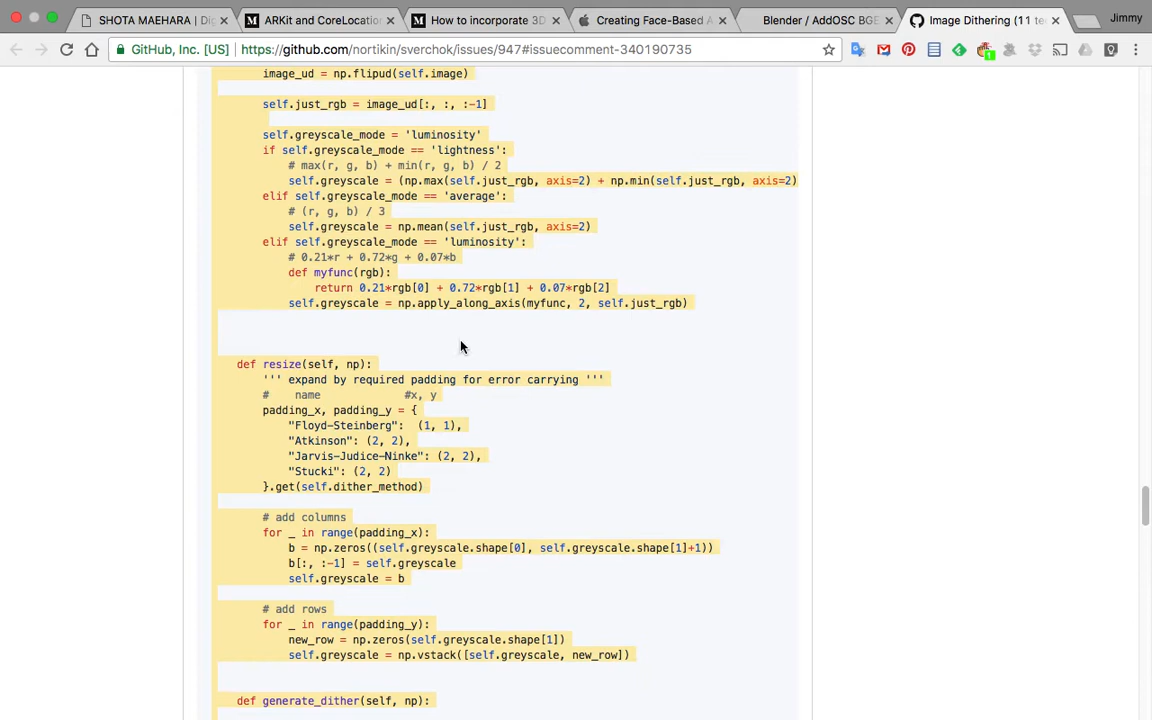 SHOTA MAEHARA | Di
ARKit and CoreLocation
How to incorporate 3D
Creating Face-Based A
Blender / AddOSC BGE
Image Dithering (11 te
Jimmy
GitHub, Inc. [US]
https://github.com/nortikin/sverchok/issues/947#issuecomment-340190735
1
image_ud = np.flipud(self.image)
self.just_rgb = image_ud[:, :, :-1]
self.greyscale_mode = 'luminosity'
if self.greyscale_mode == 'lightness':
# max(r, g, b) + min(r, g, b) / 2
self.greyscale = (np.max(self.just_rgb, axis=2) + np.min(self.just_rgb, axis=2)
elif self.greyscale_mode == 'average':
# (r, g, b) / 3
self.greyscale = np.mean(self.just_rgb, axis=2)
elif self.greyscale_mode == 'luminosity':
# 0.21*r + 0.72*g + 0.07*b
def myfunc(rgb):
return 0.21*rgb[0] + 0.72*rgb[1] + 0.07*rgb[2]
self.greyscale = np.apply_along_axis(myfunc, 2, self.just_rgb)
def resize(self, np):
''' expand by required padding for error carrying '''
# name #x, y
padding_x, padding_y = {
"Floyd-Steinberg": (1, 1),
"Atkinson": (2, 2),
"Jarvis-Judice-Ninke": (2, 2),
"Stucki": (2, 2)
}.get(self.dither_method)
# add columns
for _ in range(padding_x):
b = np.zeros((self.greyscale.shape[0], self.greyscale.shape[1]+1))
b[:, :-1] = self.greyscale
self.greyscale = b
# add rows
for _ in range(padding_y):
new_row = np.zeros(self.greyscale.shape[1])
self.greyscale = np.vstack([self.greyscale, new_row])
def generate_dither(self, np):